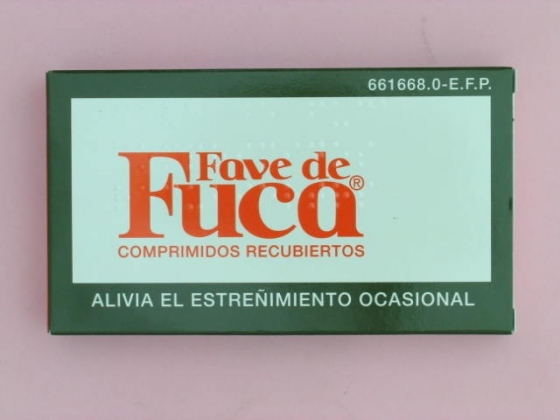 661668.0-E.F.P.
Fave de
Fuca®
COMPRIMIDOS RECUBIERTOS
ALIVIA EL ESTREÑIMIENTO OCASIONAL